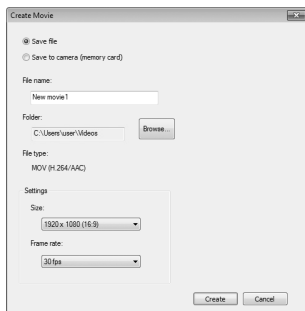 Create Movie
Save file
Save to camera (memory card)
File name:
New movie1
Folder:
C:\Users\user\Videos
Browse...
File type:
MOV (H.264/AAC)
Settings
Size:
1920 x 1080 (16:9)
Frame rate:
30 fps
Create Cancel